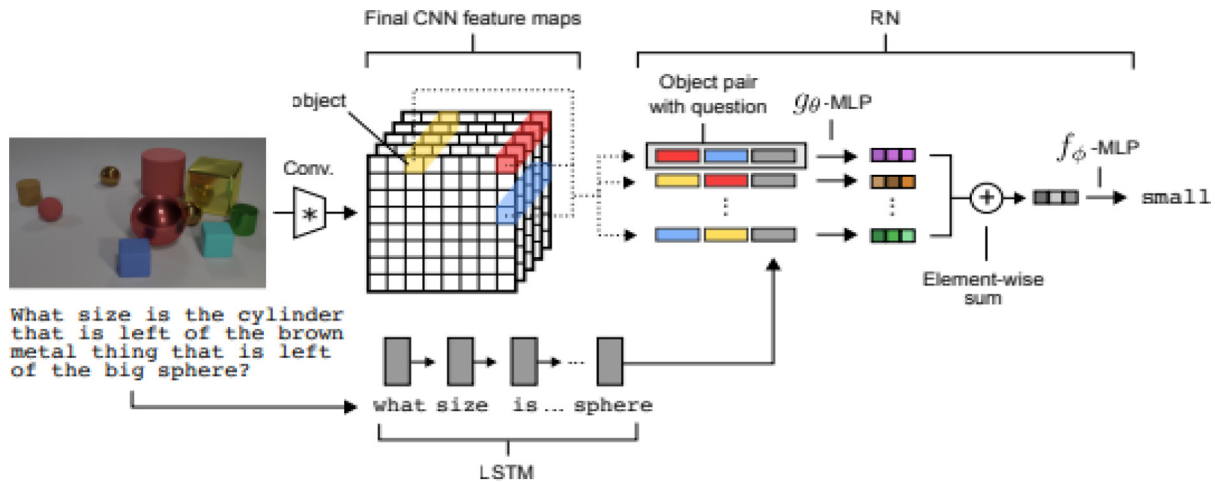 Final CNN feature maps
RN
object
Object pair
with question
gθ-MLP
fϕ-MLP
Conv.
*
...
+
small
Element-wise
sum
What size is the cylinder
that is left of the brown
metal thing that is left
of the big sphere?
...
what size is ... sphere
LSTM